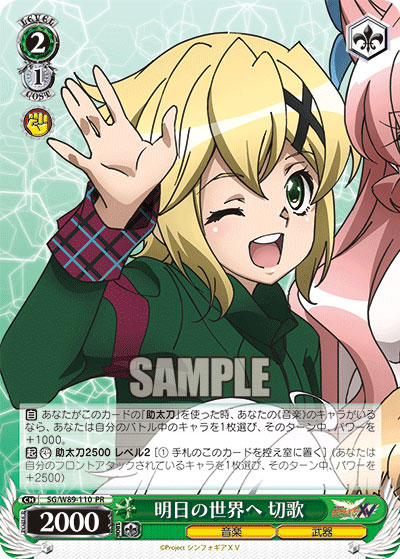 LEVEL
2
1
COST
SAMPLE
自 あなたがこのカードの「助太刀」を使った時、あなたの《音楽》のキャラがいる
なら、あなたは自分のバトル中のキャラを1枚選び、そのターン中、パワーを
+1000。
起 助太刀2500 レベル2 [① 手札のこのカードを控え室に置く] (あなた
は自分のフロントアタックされているキャラを1枚選び、そのターン中、パワーを
+2500)
CH SG/W89-110 PR
2000
明日の世界へ 切歌
音楽 武器
©Project シンフォギアＸＶ